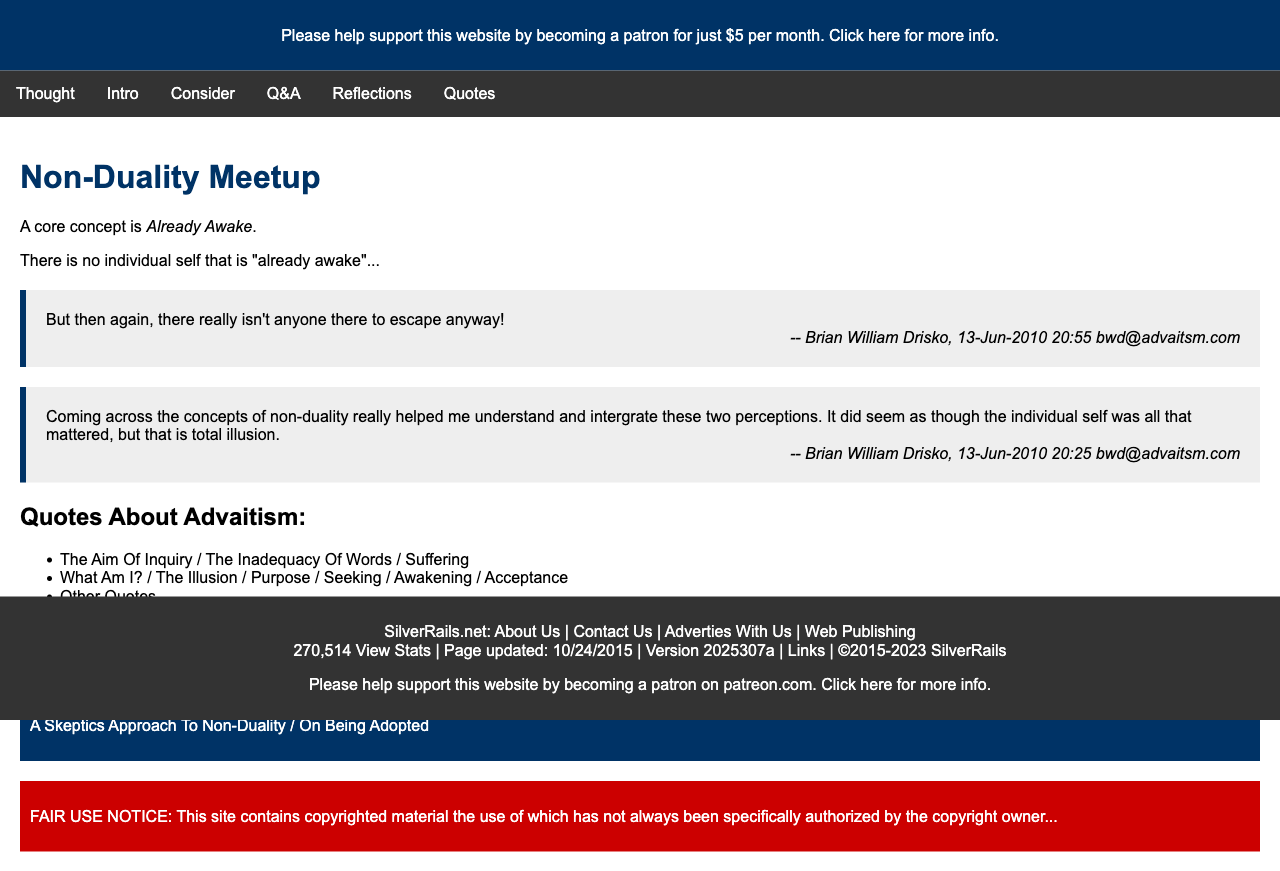 Please help support this website by becoming a patron for just $5 per month. Click here for more info.
Thought Intro Consider Q&A Reflections Quotes
Non-Duality Meetup
A core concept is Already Awake.
There is no individual self that is "already awake"...
But then again, there really isn't anyone there to escape anyway!
-- Brian William Drisko, 13-Jun-2010 20:55 bwd@advaitsm.com
Coming across the concepts of non-duality really helped me understand and intergrate these two perceptions. It did seem as though the individual self was all that
mattered, but that is total illusion.
-- Brian William Drisko, 13-Jun-2010 20:25 bwd@advaitsm.com
Quotes About Advaitism:
• The Aim Of Inquiry / The Inadequacy Of Words / Suffering
• What Am I? / The Illusion / Purpose / Seeking / Awakening / Acceptance
• Other Quotes
SilverRails.net: About Us | Contact Us | Adverties With Us | Web Publishing
270,514 View Stats | Page updated: 10/24/2015 | Version 2025307a | Links | ©2015-2023 SilverRails
Please help support this website by becoming a patron on patreon.com. Click here for more info.
A Skeptics Approach To Non-Duality / On Being Adopted
FAIR USE NOTICE: This site contains copyrighted material the use of which has not always been specifically authorized by the copyright owner...